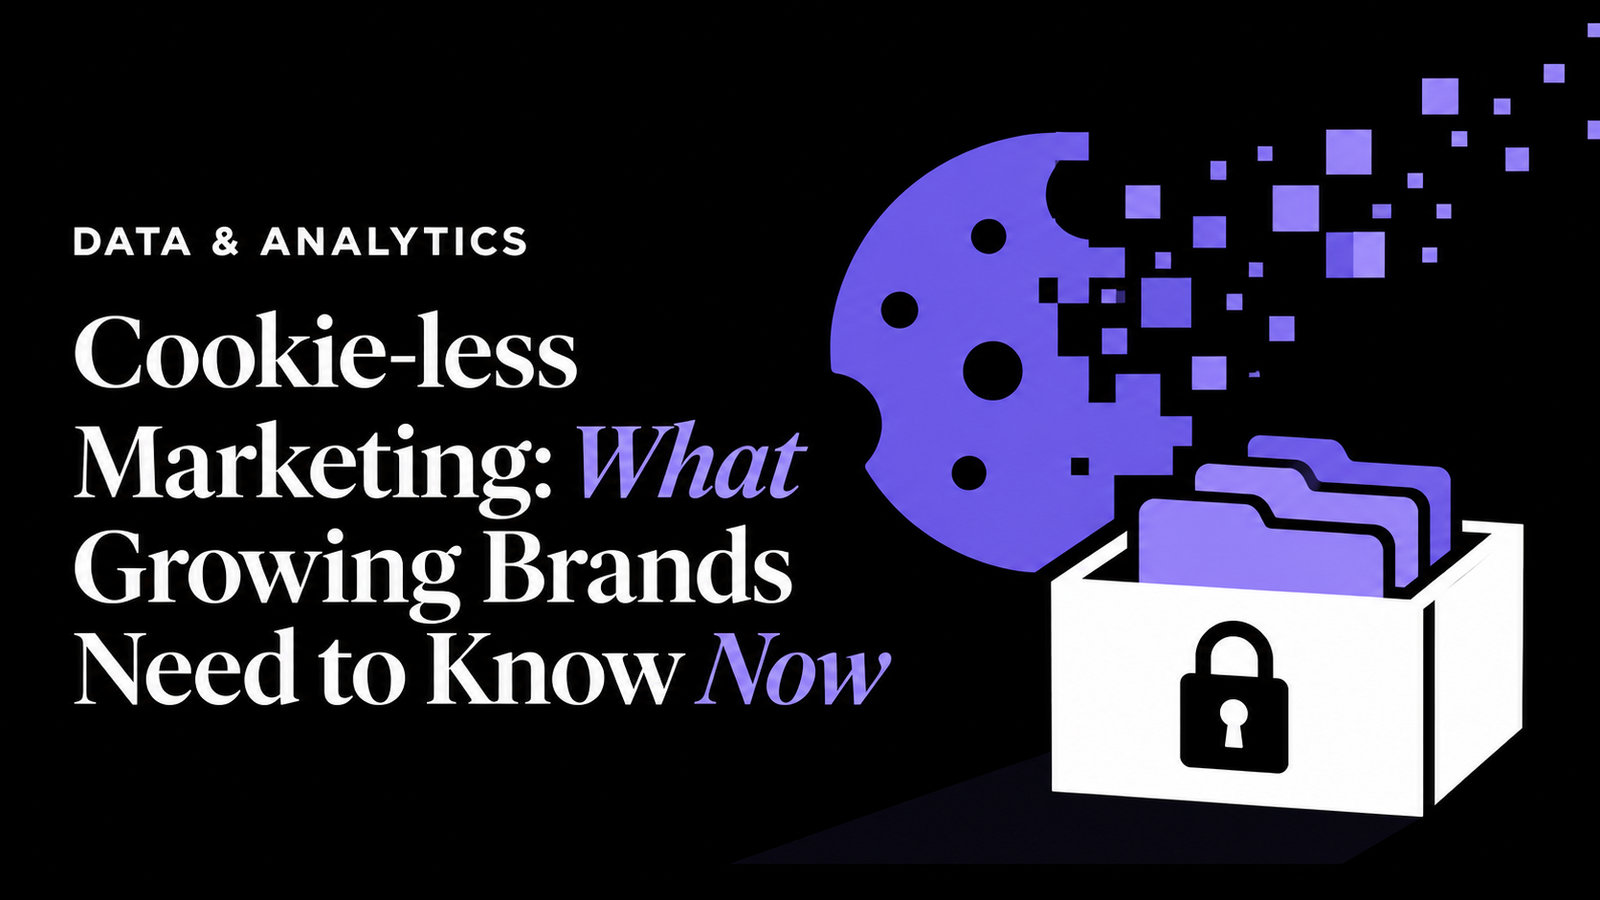 DATA & ANALYTICS
Cookie-less
Marketing: What
Growing Brands
Need to Know Now